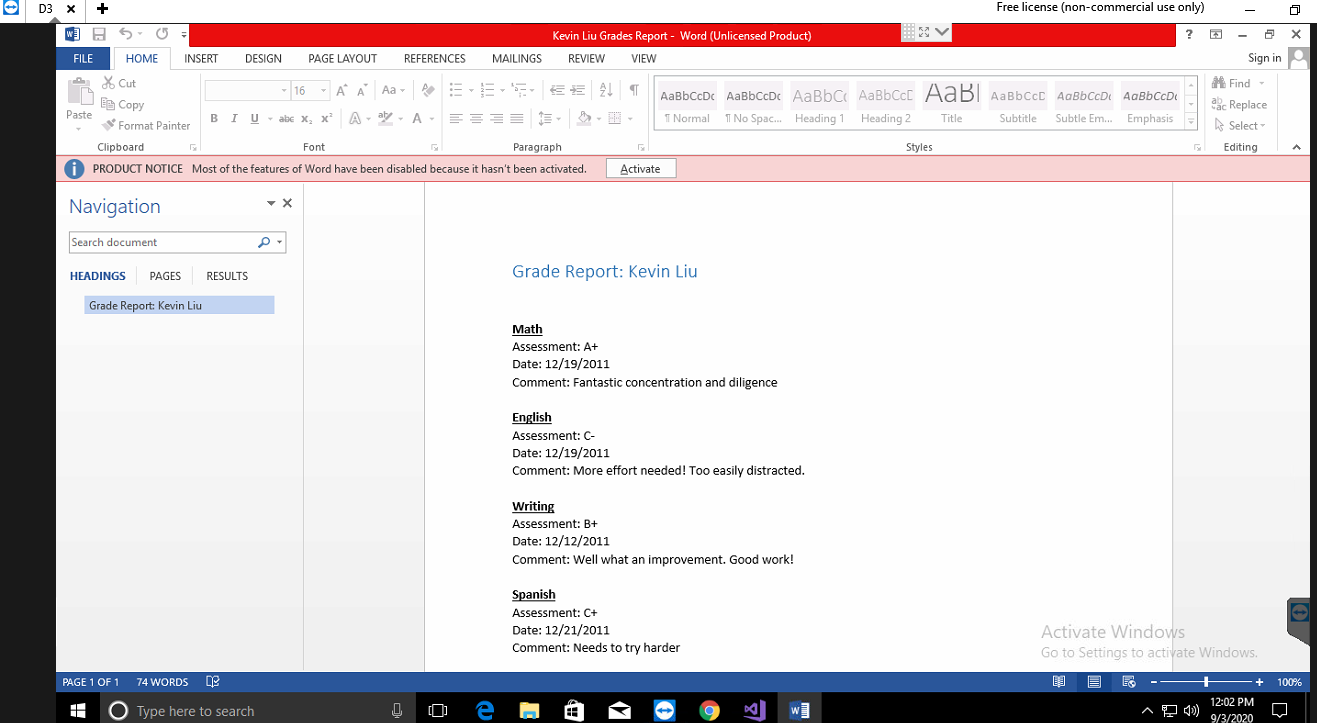 D3
Free license (non-commercial use only)
Kevin Liu Grades Report - Word (Unlicensed Product)
FILE HOME INSERT DESIGN PAGE LAYOUT REFERENCES MAILINGS REVIEW VIEW Sign in
Paste
Cut
Copy
Format Painter
Clipboard
16
Aa
B I U abc x₂ x² A
Font
Paragraph
AaBbCcDc AaBbCcDc AaBbCc AaBbCcE AaBl AaBbCcD AaBbCcDc AaBbCcDc
¶ Normal ¶ No Spac... Heading 1 Heading 2 Title Subtitle Subtle Em... Emphasis
Styles
Find
Replace
Select
Editing
PRODUCT NOTICE Most of the features of Word have been disabled because it hasn't been activated. Activate
Navigation
Search document
HEADINGS PAGES RESULTS
Grade Report: Kevin Liu
Grade Report: Kevin Liu
Math
Assessment: A+
Date: 12/19/2011
Comment: Fantastic concentration and diligence
English
Assessment: C-
Date: 12/19/2011
Comment: More effort needed! Too easily distracted.
Writing
Assessment: B+
Date: 12/12/2011
Comment: Well what an improvement. Good work!
Spanish
Assessment: C+
Date: 12/21/2011
Comment: Needs to try harder
Activate Windows
Go to Settings to activate Windows.
PAGE 1 OF 1 74 WORDS 100%
Type here to search
12:02 PM
9/3/2020